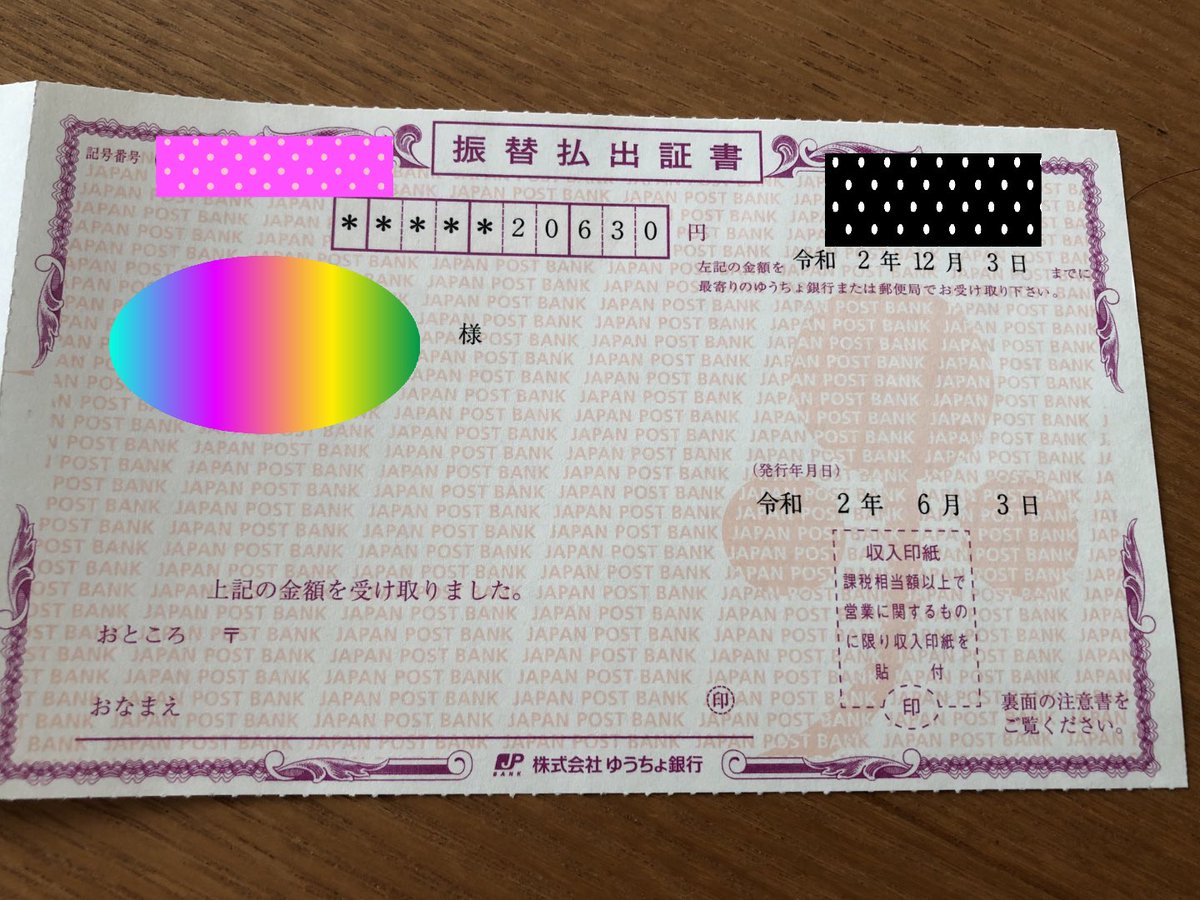 振替払出証書
記号番号
*****20630 円
左記の金額を 令和 2年 12月 3日 までに
最寄りのゆうちょ銀行または郵便局でお受け取り下さい。
様
(発行年月日)
令和 2年 6月 3日
収入印紙
課税相当額以上で
営業に関するもの
に限り収入印紙を
貼 付
印
上記の金額を受け取りました。
おところ 〒
おなまえ 印
裏面の注意書を
ご覧ください。
JP BANK 株式会社 ゆうちょ銀行
JAPAN POST BANK